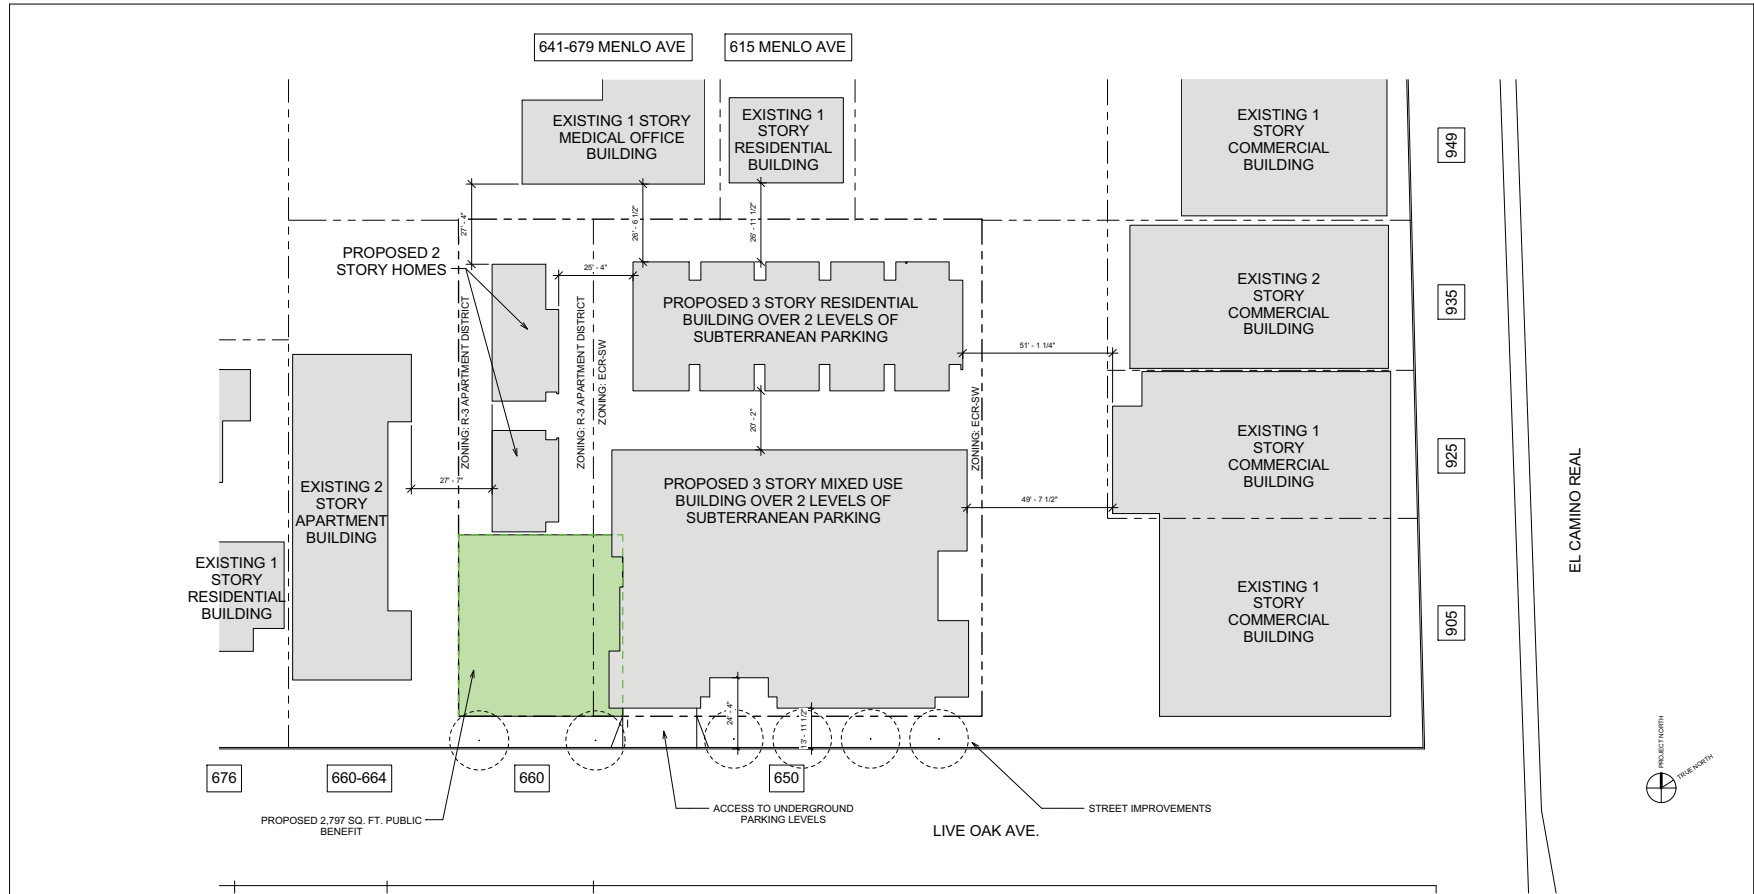 641-679 MENLO AVE
615 MENLO AVE
EXISTING 1 STORY
MEDICAL OFFICE
BUILDING
EXISTING 1
STORY
RESIDENTIAL
BUILDING
EXISTING 1
STORY
COMMERCIAL
BUILDING
949
27' - 4"
26' - 6 1/2"
26' - 11 1/2"
PROPOSED 2
STORY HOMES
25' - 4"
PROPOSED 3 STORY RESIDENTIAL
BUILDING OVER 2 LEVELS OF
SUBTERRANEAN PARKING
51' - 1 1/4"
EXISTING 2
STORY
COMMERCIAL
BUILDING
935
ZONING: R-3 APARTMENT DISTRICT
ZONING: R-3 APARTMENT DISTRICT
ZONING: ECR-SW
ZONING: ECR-SW
20' - 2"
27' - 7"
EXISTING 2
STORY
APARTMENT
BUILDING
PROPOSED 3 STORY MIXED USE
BUILDING OVER 2 LEVELS OF
SUBTERRANEAN PARKING
49' - 7 1/2"
EXISTING 1
STORY
COMMERCIAL
BUILDING
925
EL CAMINO REAL
EXISTING 1
STORY
RESIDENTIAL
BUILDING
EXISTING 1
STORY
COMMERCIAL
BUILDING
905
24' - 4"
13' - 11 1/2"
676
660-664
660
650
PROPOSED 2,797 SQ. FT. PUBLIC
BENEFIT
ACCESS TO UNDERGROUND
PARKING LEVELS
STREET IMPROVEMENTS
LIVE OAK AVE.
PROJECT NORTH
TRUE NORTH